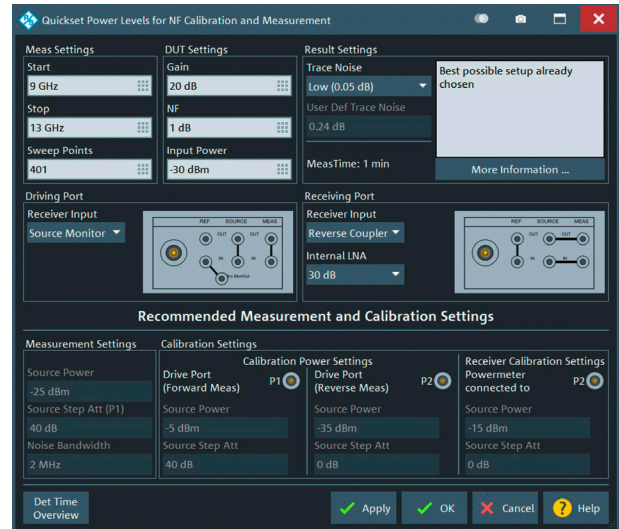 Quickset Power Levels for NF Calibration and Measurement
Meas Settings
Start
9 GHz
Stop
13 GHz
Sweep Points
401
DUT Settings
Gain
20 dB
NF
1 dB
Input Power
-30 dBm
Result Settings
Trace Noise
Low (0.05 dB)
User Def Trace Noise
0.24 dB
MeasTime: 1 min
Best possible setup already
chosen
More Information ...
Driving Port
Receiver Input
Source Monitor
REF SOURCE MEAS
OUT OUT
IN IN
Receiving Port
Receiver Input
Reverse Coupler
Internal LNA
30 dB
REF SOURCE MEAS
OUT OUT
IN IN
Recommended Measurement and Calibration Settings
Measurement Settings
Source Power
-25 dBm
Source Step Att (P1)
40 dB
Noise Bandwidth
2 MHz
Calibration Settings
Calibration Power Settings
Drive Port
(Forward Meas)
P1
Source Power
-5 dBm
Source Step Att
40 dB
Drive Port
(Reverse Meas)
P2
Source Power
-35 dBm
Source Step Att
0 dB
Receiver Calibration Settings
Powermeter
connected to
P2
Source Power
-15 dBm
Source Step Att
0 dB
Det Time
Overview
Apply
OK
Cancel
Help